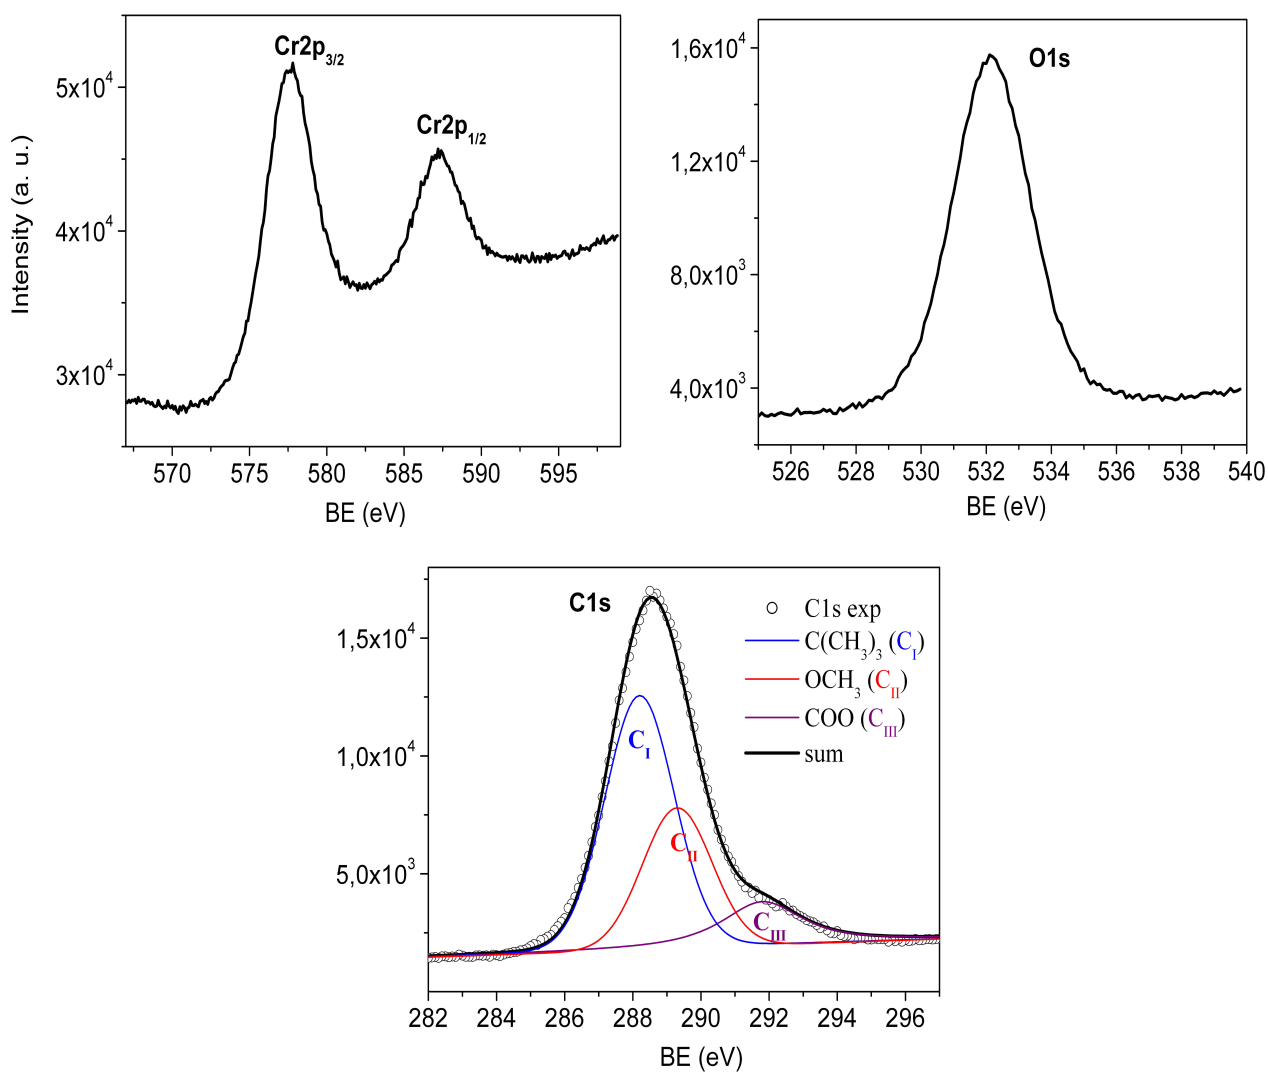 Cr2p3/2
Cr2p1/2
5x10^4
4x10^4
3x10^4
Intensity (a. u.)
570 575 580 585 590 595
BE (eV)
O1s
1,6x10^4
1,2x10^4
8,0x10^3
4,0x10^3
526 528 530 532 534 536 538 540
BE (eV)
C1s
C1s exp
C(CH3)3 (CI)
OCH3 (CII)
COO (CIII)
sum
CI
CII
CIII
1,5x10^4
1,0x10^4
5,0x10^3
282 284 286 288 290 292 294 296
BE (eV)